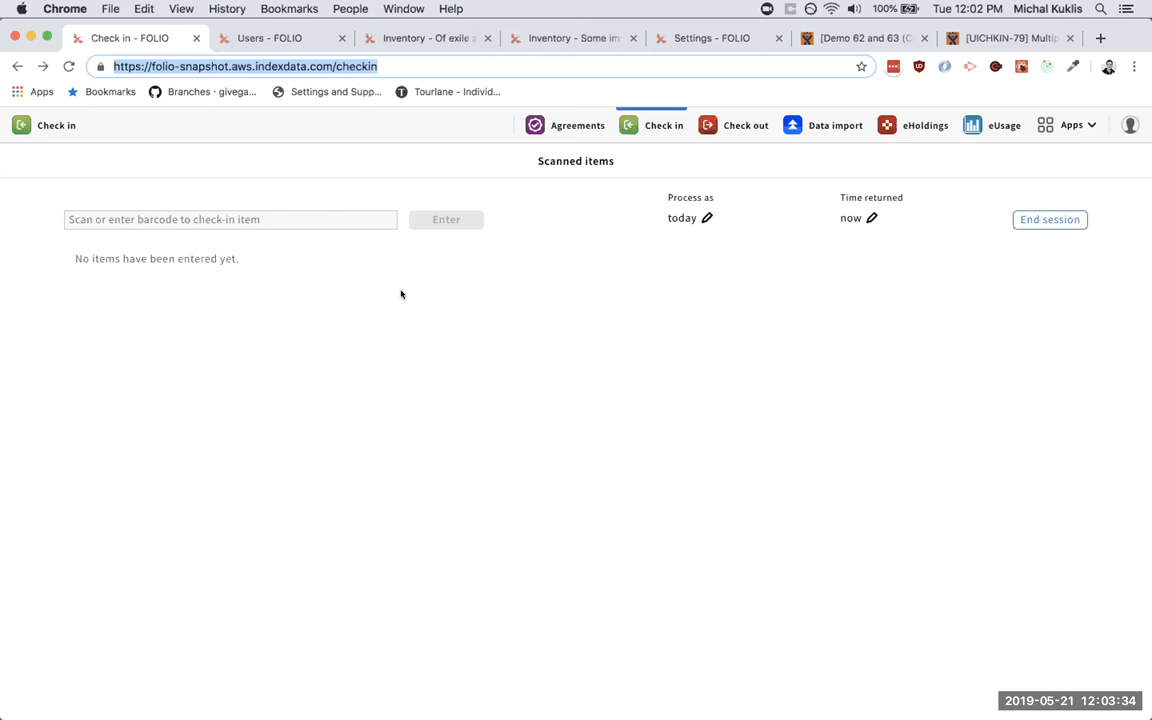 Chrome File Edit View History Bookmarks People Window Help 100% Tue 12:02 PM Michal Kuklis
Check in - FOLIO Users - FOLIO Inventory - Of exile a Inventory - Some im Settings - FOLIO [Demo 62 and 63 (C [UICHKIN-79] Multip
https://folio-snapshot.aws.indexdata.com/checkin
Apps Bookmarks Branches · givega... Settings and Supp... Tourlane - Individ...
Check in Agreements Check in Check out Data import eHoldings eUsage Apps
Scanned items
Process as Time returned
Scan or enter barcode to check-in item Enter today now End session
No items have been entered yet.
2019-05-21 12:03:34